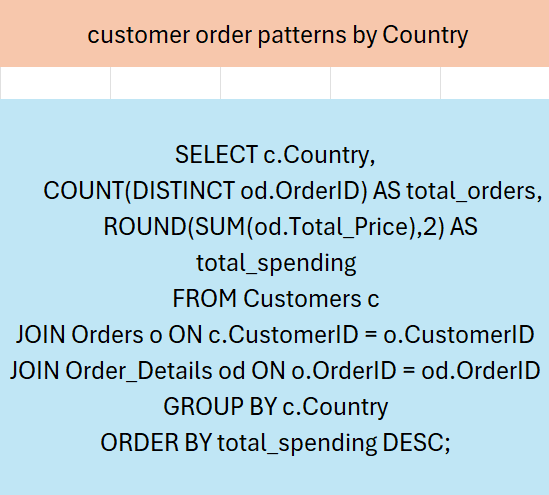 customer order patterns by Country
SELECT c.Country,
COUNT(DISTINCT od.OrderID) AS total_orders,
ROUND(SUM(od.Total_Price),2) AS
total_spending
FROM Customers c
JOIN Orders o ON c.CustomerID = o.CustomerID
JOIN Order_Details od ON o.OrderID = od.OrderID
GROUP BY c.Country
ORDER BY total_spending DESC;